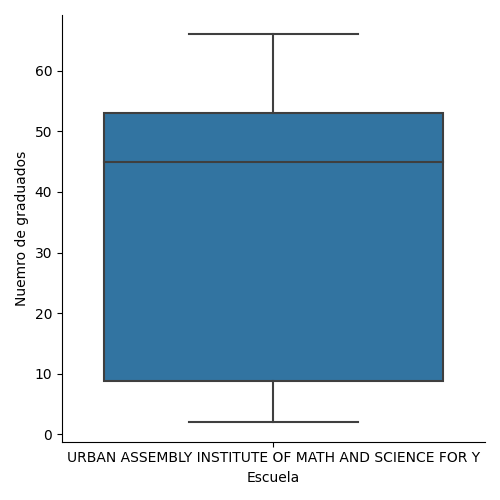 60
50
40
30
20
10
0
Nuemro de graduados
URBAN ASSEMBLY INSTITUTE OF MATH AND SCIENCE FOR Y
Escuela